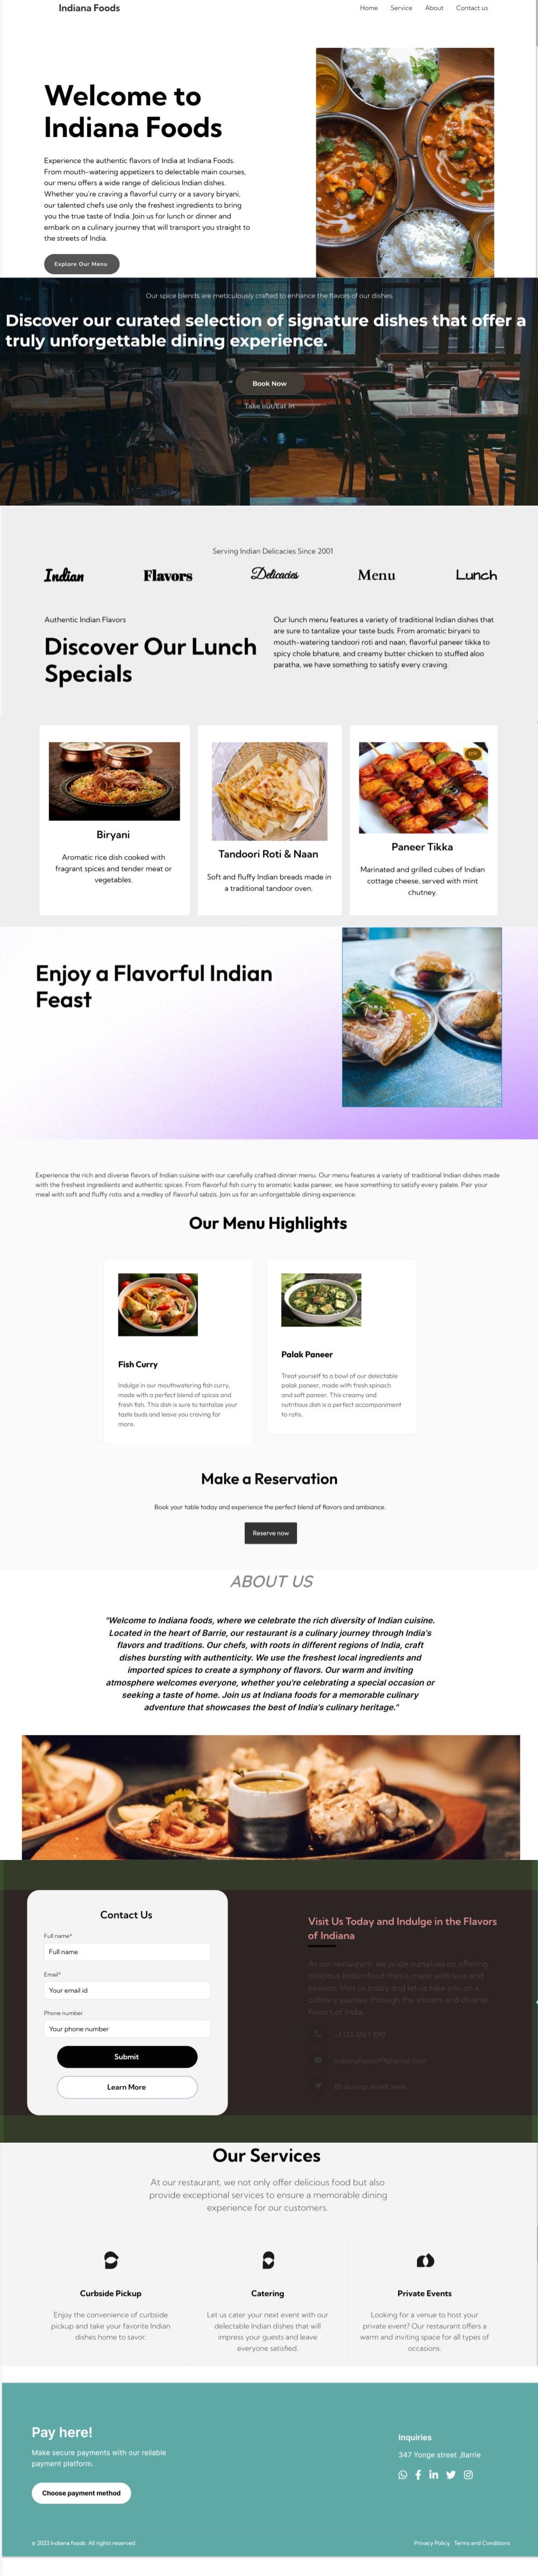 Indiana Foods
Home Service About Contact us
Welcome to
Indiana Foods
Experience the authentic flavors of India at Indiana Foods.
From mouth-watering appetizers to delectable main courses,
our menu offers a wide range of delicious Indian dishes.
Whether you're craving a flavorful curry or a savory biryani,
our talented chefs use only the freshest ingredients to bring
you the true taste of India. Join us for lunch or dinner and
embark on a culinary journey that will transport you straight to
the streets of India.
Explore Our Menu
Our spice blends are meticulously crafted to enhance the flavors of our dishes.
Discover our curated selection of signature dishes that offer a
truly unforgettable dining experience.
Book Now
Take out/Eat in
Serving Indian Delicacies Since 2001
Indian Flavors Delicacies Menu Lunch
Authentic Indian Flavors
Discover Our Lunch
Specials
Our lunch menu features a variety of traditional Indian dishes that
are sure to tantalize your taste buds. From aromatic biryani to
mouth-watering tandoori roti and naan, flavorful paneer tikka to
spicy chole bhature, and creamy butter chicken to stuffed aloo
paratha, we have something to satisfy every craving.
Biryani
Aromatic rice dish cooked with
fragrant spices and tender meat or
vegetables.
Tandoori Roti & Naan
Soft and fluffy Indian breads made in
a traditional tandoor oven.
Paneer Tikka
Marinated and grilled cubes of Indian
cottage cheese, served with mint
chutney.
Enjoy a Flavorful Indian
Feast
Experience the rich and diverse flavors of Indian cuisine with our carefully crafted dinner menu. Our menu features a variety of traditional Indian dishes made
with the freshest ingredients and authentic spices. From flavorful fish curry to aromatic kadai paneer, we have something to satisfy every palate. Pair your
meal with soft and fluffy rotis and a medley of flavorful sabzis. Join us for an unforgettable dining experience.
Our Menu Highlights
Fish Curry
Indulge in our mouthwatering fish curry,
made with a perfect blend of spices and
fresh fish. This dish is sure to tantalize your
taste buds and leave you craving for
more.
Palak Paneer
Treat yourself to a bowl of our delectable
palak paneer, made with fresh spinach
and soft paneer. This creamy and
nutritious dish is a perfect accompaniment
to rotis.
Make a Reservation
Book your table today and experience the perfect blend of flavors and ambiance.
Reserve now
ABOUT US
"Welcome to Indiana foods, where we celebrate the rich diversity of Indian cuisine.
Located in the heart of Barrie, our restaurant is a culinary journey through India's
flavors and traditions. Our chefs, with roots in different regions of India, craft
dishes bursting with authenticity. We use the freshest local ingredients and
imported spices to create a symphony of flavors. Our warm and inviting
atmosphere welcomes everyone, whether you're celebrating a special occasion or
seeking a taste of home. Join us at Indiana foods for a memorable culinary
adventure that showcases the best of India's culinary heritage."
Contact Us
Full name*
Full name
Email*
Your email id
Phone number
Your phone number
Submit
Learn More
Visit Us Today and Indulge in the Flavors
of Indiana
At our restaurant, we pride ourselves on offering
delicious Indian food that is made with love and
passion. Visit us today and let us take you on a
culinary journey through the vibrant and diverse
flavors of India.
Our Services
At our restaurant, we not only offer delicious food but also
provide exceptional services to ensure a memorable dining
experience for our customers.
Curbside Pickup
Enjoy the convenience of curbside
pickup and take your favorite Indian
dishes home to savor.
Catering
Let us cater your next event with our
delectable Indian dishes that will
impress your guests and leave
everyone satisfied.
Private Events
Looking for a venue to host your
private event? Our restaurant offers a
warm and inviting space for all types of
occasions.
Pay here!
Make secure payments with our reliable
payment platform.
Choose payment method
Inquiries
347 Yonge street ,Barrie
© 2023 Indiana foods. All rights reserved.
Privacy Policy Terms and Conditions